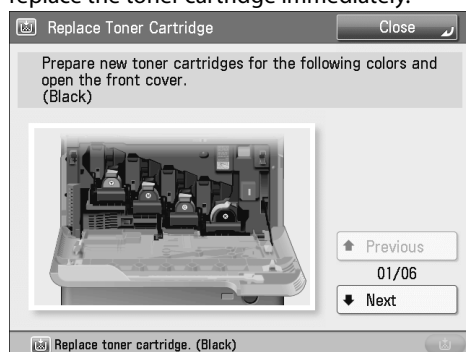 replace the toner cartridge immediately.
Replace Toner Cartridge
Close
Prepare new toner cartridges for the following colors and
open the front cover.
(Black)
Previous
01/06
Next
Replace toner cartridge. (Black)